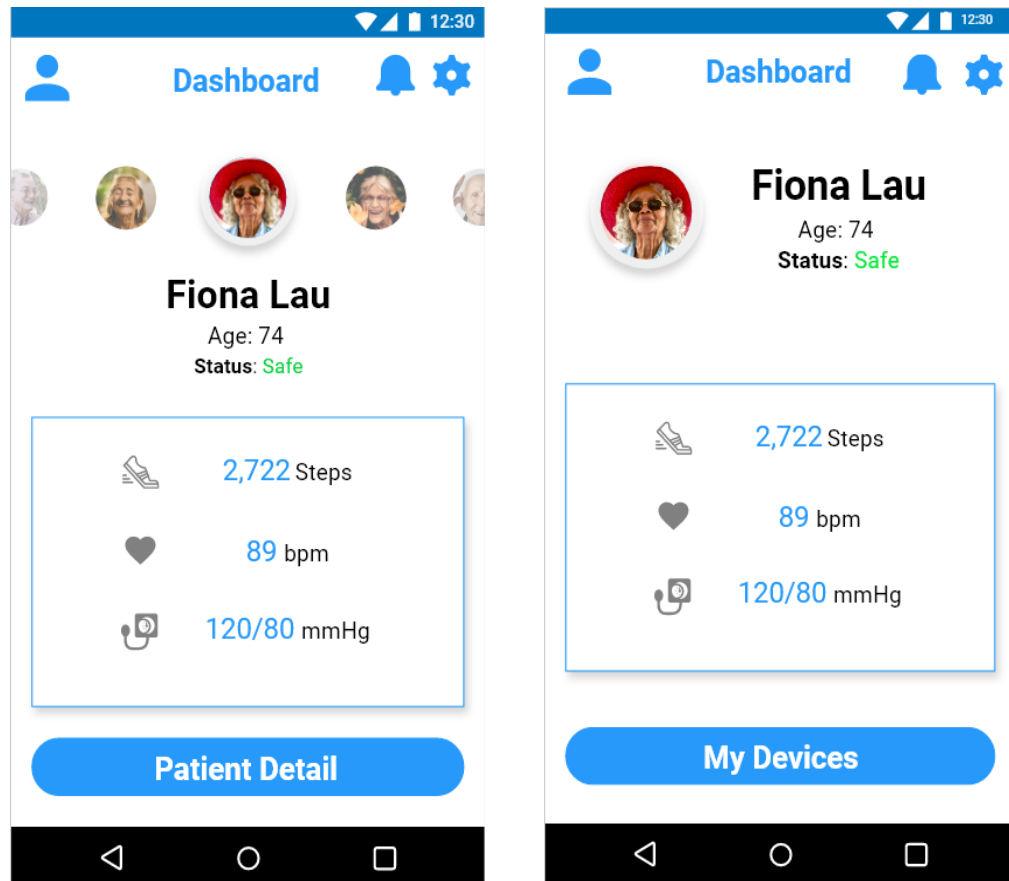 12:30
Dashboard
Fiona Lau
Age: 74
Status: Safe
2,722 Steps
89 bpm
120/80 mmHg
Patient Detail
12:30
Dashboard
Fiona Lau
Age: 74
Status: Safe
2,722 Steps
89 bpm
120/80 mmHg
My Devices